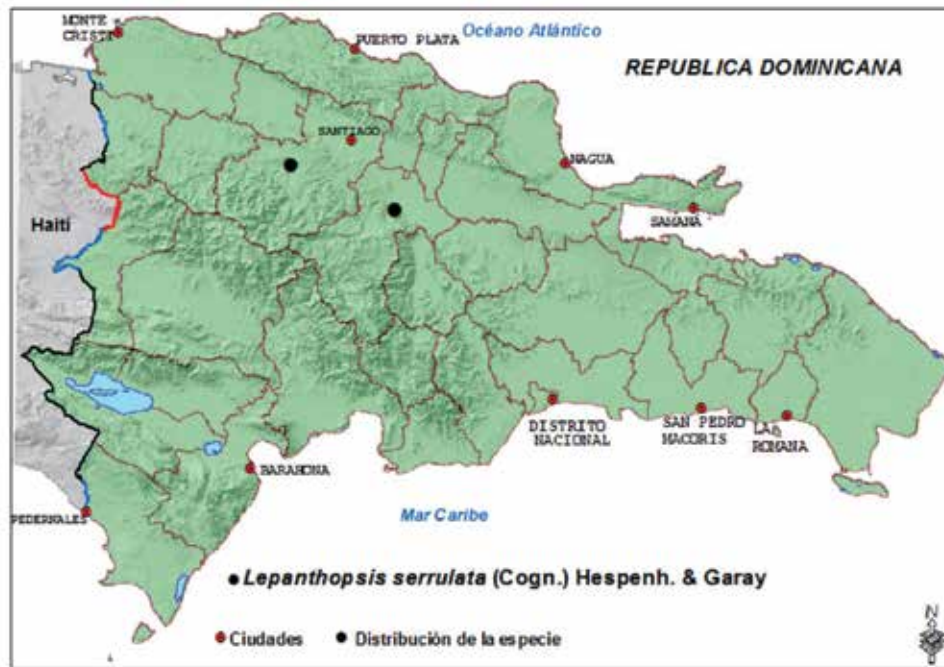 MONTE
CRISTI
PUERTO PLATA
Océano Atlántico
REPUBLICA DOMINICANA
SANTIAGO
NAGUA
SAMANA
Haití
DISTRITO
NACIONAL
SAN PEDRO
MACORIS
LA
ROMANA
BARAHONA
PEDERNALES
Mar Caribe
Lepanthopsis serrulata (Cogn.) Hespenh. & Garay
Ciudades
Distribución de la especie